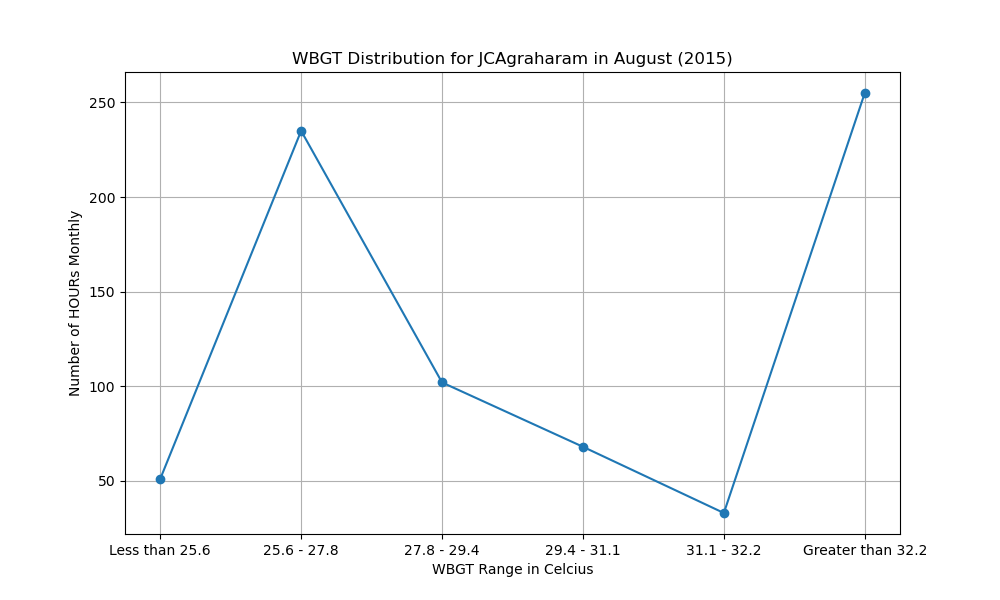 WBGT Distribution for JCAgraharam in August (2015)
Number of HOURs Monthly
250
200
150
100
50
Less than 25.6
25.6 - 27.8
27.8 - 29.4
29.4 - 31.1
31.1 - 32.2
Greater than 32.2
WBGT Range in Celcius